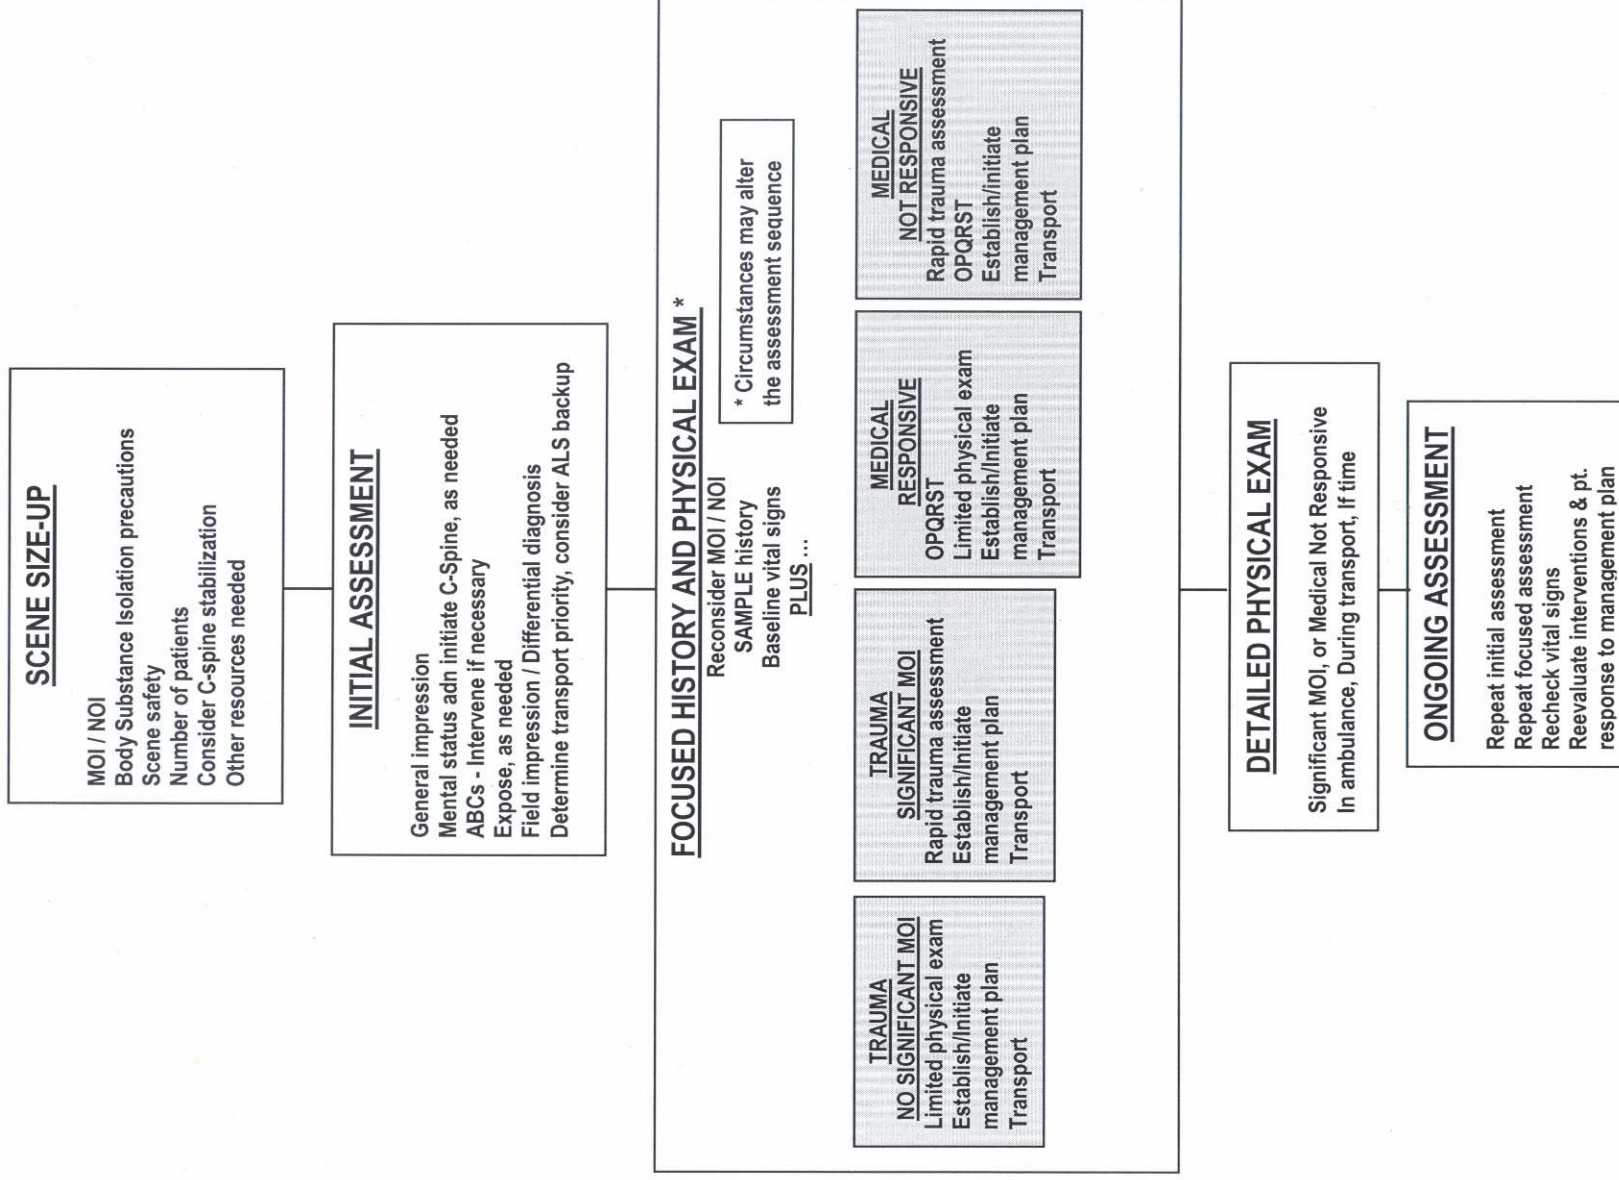 SCENE SIZE-UP
MOI / NOI
Body Substance Isolation precautions
Scene safety
Number of patients
Consider C-spine stabilization
Other resources needed
INITIAL ASSESSMENT
General impression
Mental status adn initiate C-Spine, as needed
ABCs - Intervene if necessary
Expose, as needed
Field impression / Differential diagnosis
Determine transport priority, consider ALS backup
FOCUSED HISTORY AND PHYSICAL EXAM *
Reconsider MOI / NOI
SAMPLE history
Baseline vital signs
PLUS ...
* Circumstances may alter
the assessment sequence
TRAUMA
NO SIGNIFICANT MOI
Limited physical exam
Establish/Initiate
management plan
Transport
TRAUMA
SIGNIFICANT MOI
Rapid trauma assessment
Establish/Initiate
management plan
Transport
MEDICAL
RESPONSIVE
OPQRST
Limited physical exam
Establish/Initiate
management plan
Transport
MEDICAL
NOT RESPONSIVE
Rapid trauma assessment
OPQRST
Establish/initiate
management plan
Transport
DETAILED PHYSICAL EXAM
Significant MOI, or Medical Not Responsive
In ambulance, During transport, If time
ONGOING ASSESSMENT
Repeat initial assessment
Repeat focused assessment
Recheck vital signs
Reevaluate interventions & pt.
response to management plan